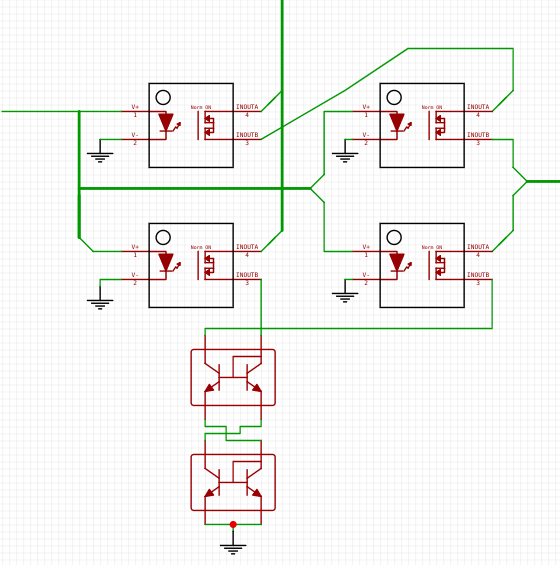 V+
1
V-
2
Norm ON
INOUTA
4
INOUTB
3
V+
1
V-
2
Norm ON
INOUTA
4
INOUTB
3
V+
1
V-
2
Norm ON
INOUTA
4
INOUTB
3
V+
1
V-
2
Norm ON
INOUTA
4
INOUTB
3